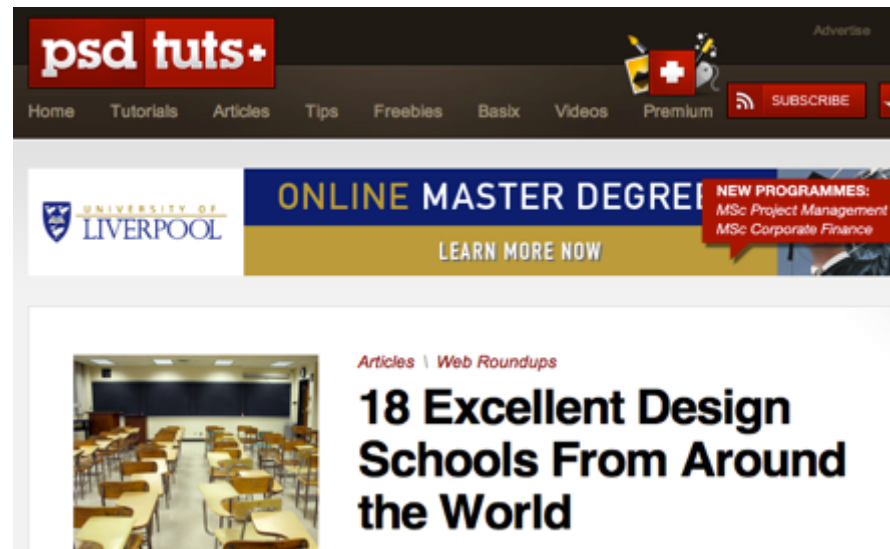 Advertise
psd tuts+
Home Tutorials Articles Tips Freebies Basix Videos Premium SUBSCRIBE
UNIVERSITY OF
LIVERPOOL
ONLINE MASTER DEGREE
LEARN MORE NOW
NEW PROGRAMMES:
MSc Project Management
MSc Corporate Finance
Articles \ Web Roundups
18 Excellent Design
Schools From Around
the World